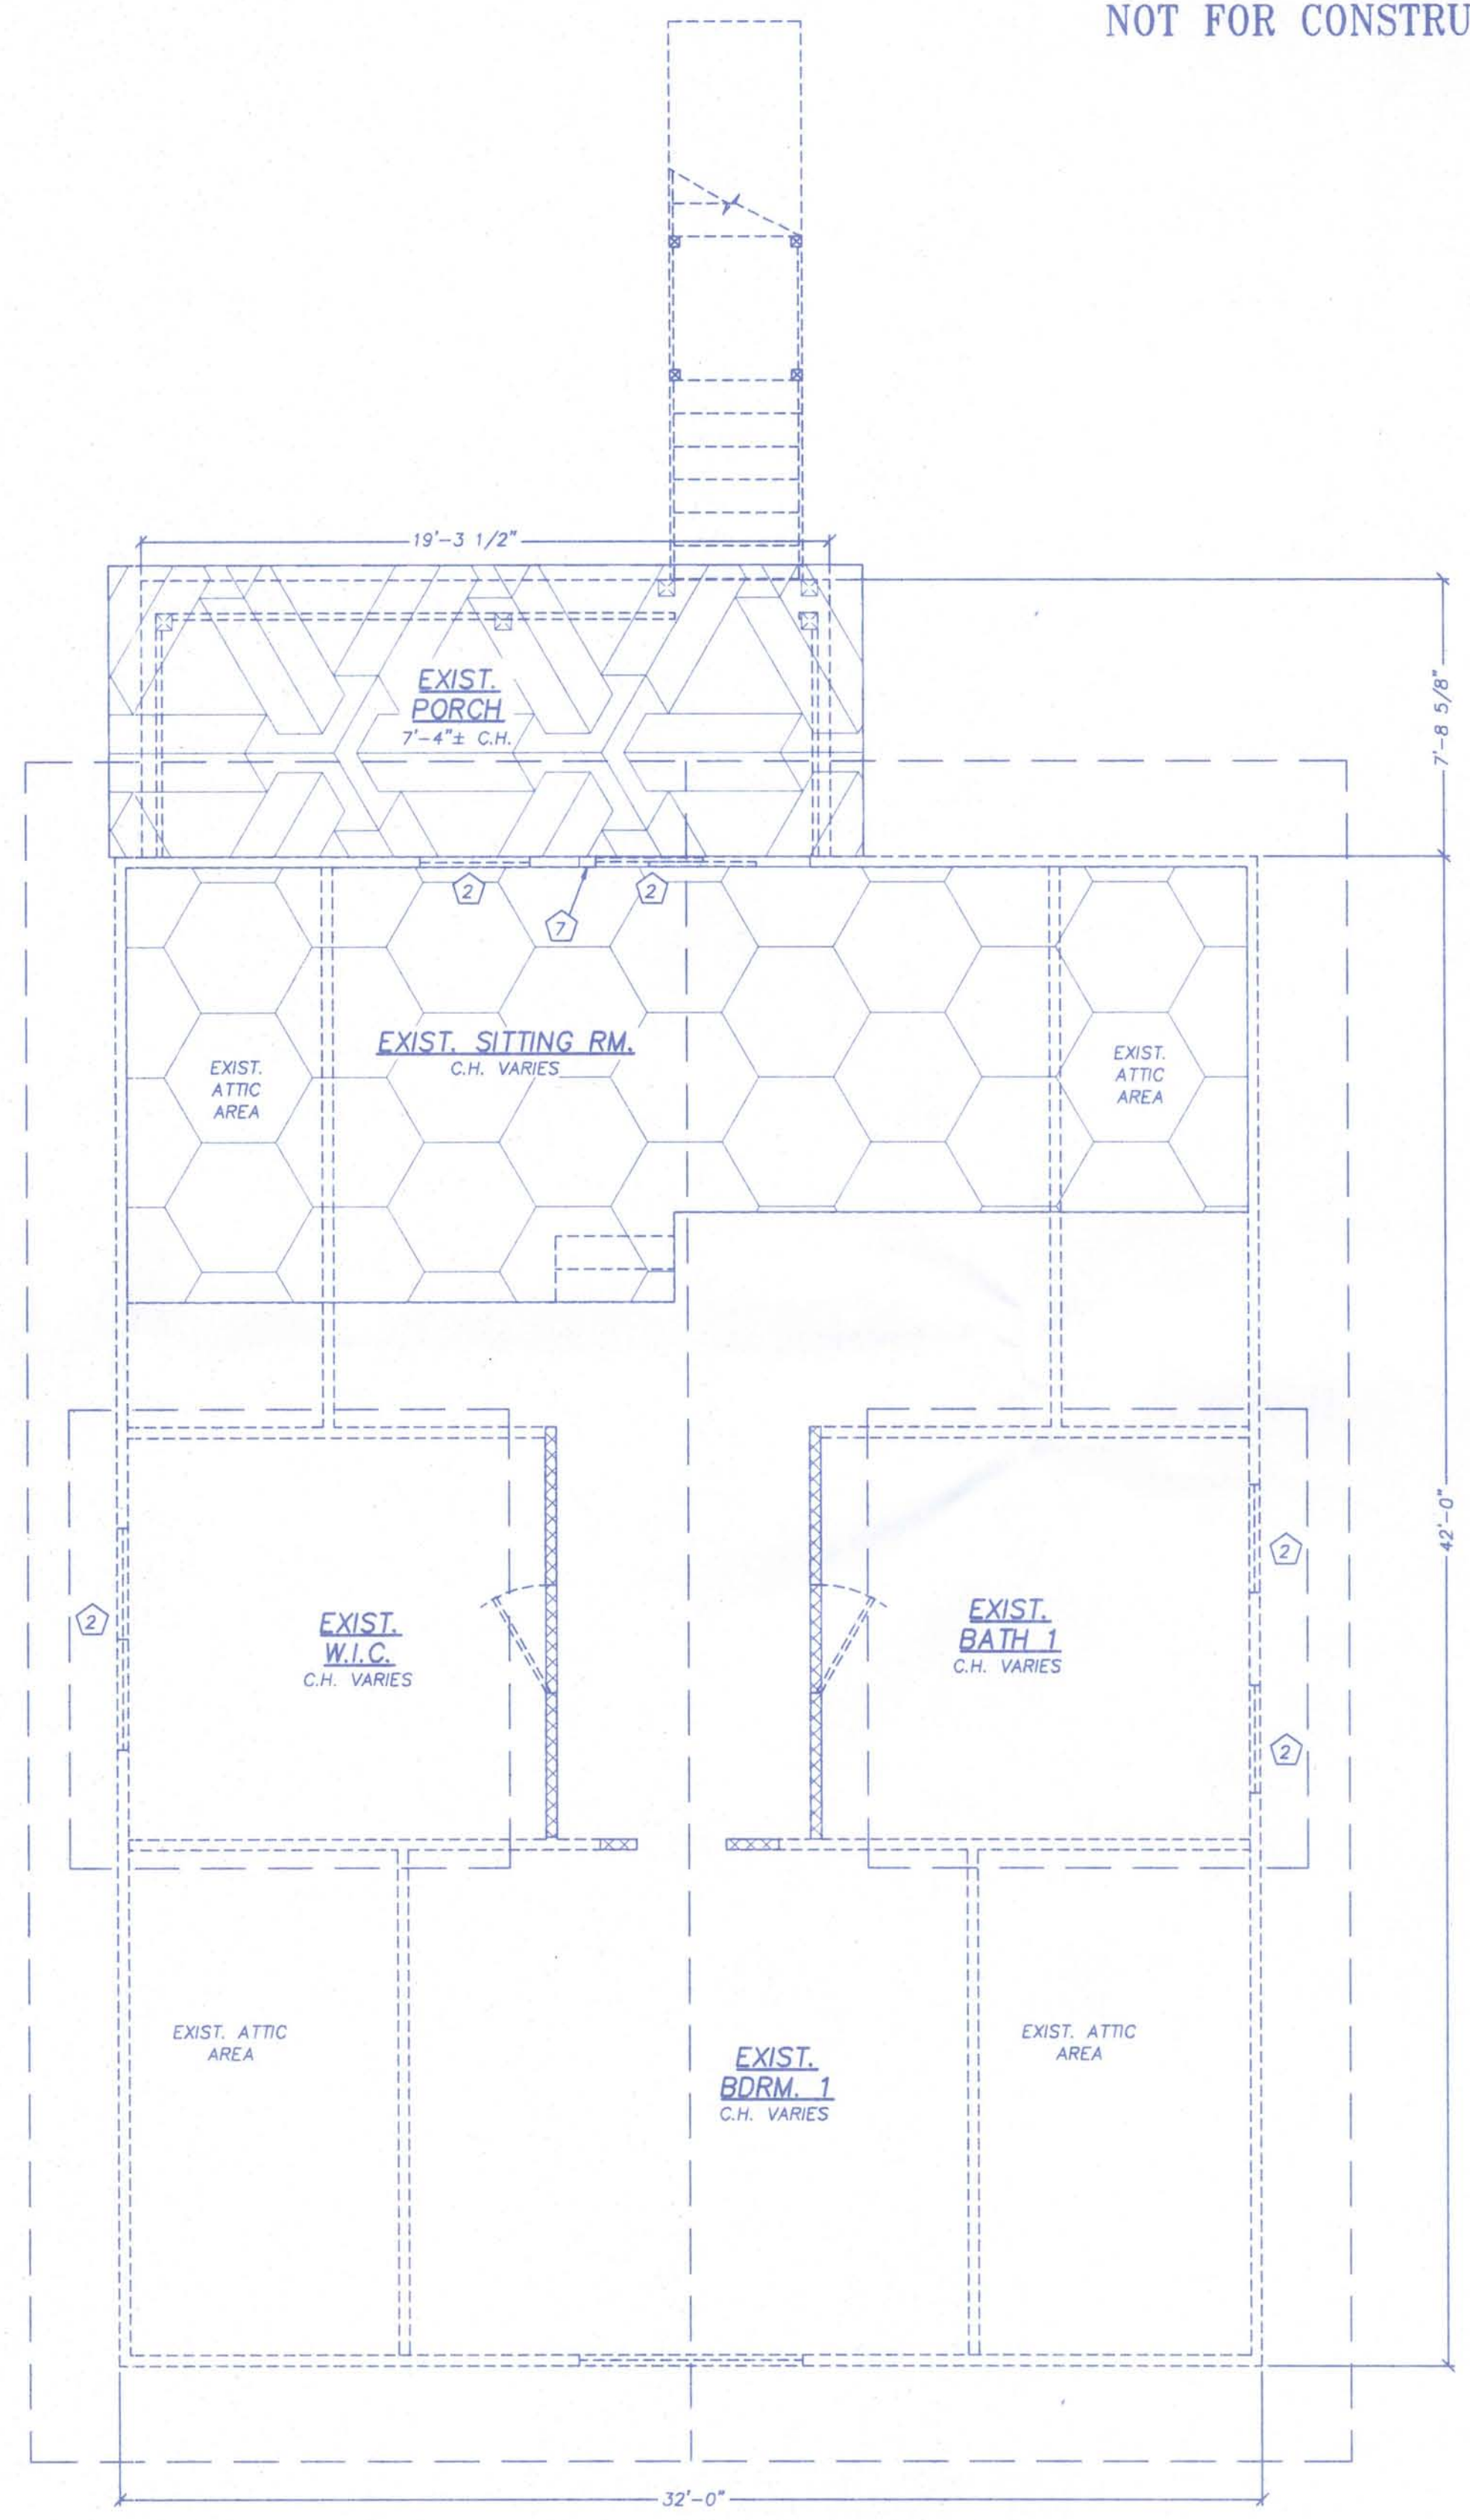 NOT FOR CONSTRU
19'-3 1/2"
EXIST.
PORCH
7'-4"± C.H.
7'-8 5/8"
2
7
2
EXIST. SITTING RM.
C.H. VARIES
EXIST.
ATTIC
AREA
EXIST.
ATTIC
AREA
42'-0"
2
2
EXIST.
W.I.C.
C.H. VARIES
EXIST.
BATH 1
C.H. VARIES
2
EXIST. ATTIC
AREA
EXIST.
BDRM. 1
C.H. VARIES
EXIST. ATTIC
AREA
32'-0"